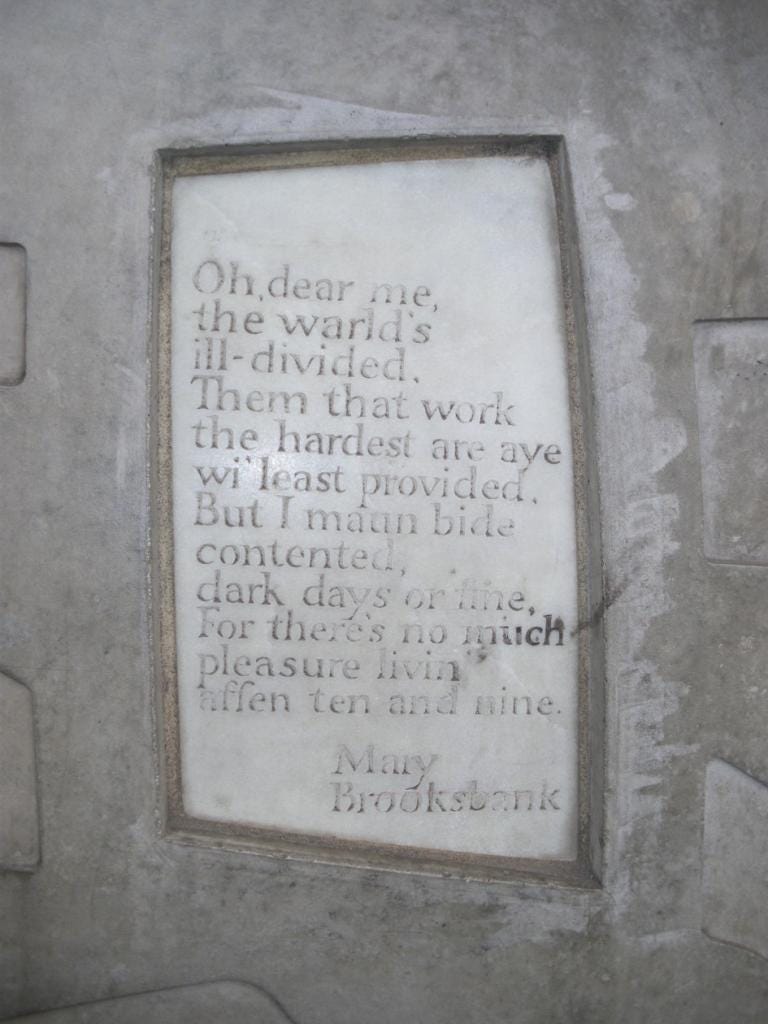 Oh, dear me,
the warld's
ill-divided.
Them that work
the hardest are aye
wi' least provided.
But I maun bide
contented,
dark days or fine,
For there's no much
pleasure livin'
affen ten and nine.
Mary
Brooksbank